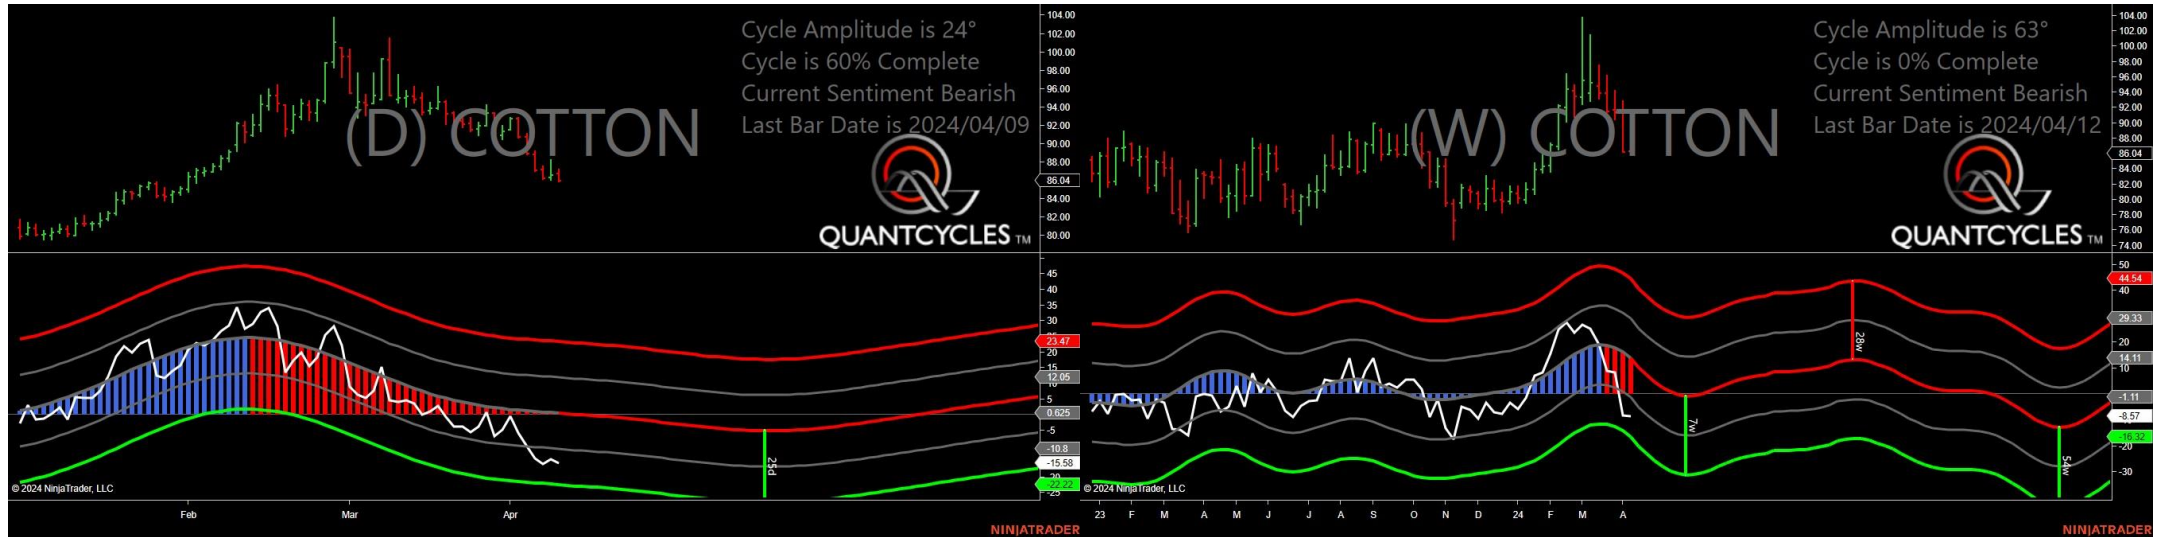 Cycle Amplitude is 24°
Cycle is 60% Complete
Current Sentiment Bearish
Last Bar Date is 2024/04/09
(D) COTTON
QUANTCYCLES TM
104.00
102.00
100.00
98.00
96.00
94.00
92.00
90.00
88.00
86.04
84.00
82.00
80.00
45
40
35
30
23.47
20
15
12.05
5
0.625
-5
-10.8
-15.58
-22.22
-25
25d
© 2024 NinjaTrader, LLC
Feb Mar Apr
NINJATRADER
Cycle Amplitude is 63°
Cycle is 0% Complete
Current Sentiment Bearish
Last Bar Date is 2024/04/12
(W) COTTON
QUANTCYCLES TM
104.00
102.00
100.00
98.00
96.00
94.00
92.00
90.00
88.00
86.04
84.00
82.00
80.00
78.00
76.00
74.00
50
44.54
40
29.33
20
14.11
10
-1.11
-8.57
-16.32
-20
-30
28w
7w
54w
© 2024 NinjaTrader, LLC
23 F M A M J J A S O N D 24 F M A
NINJATRADER